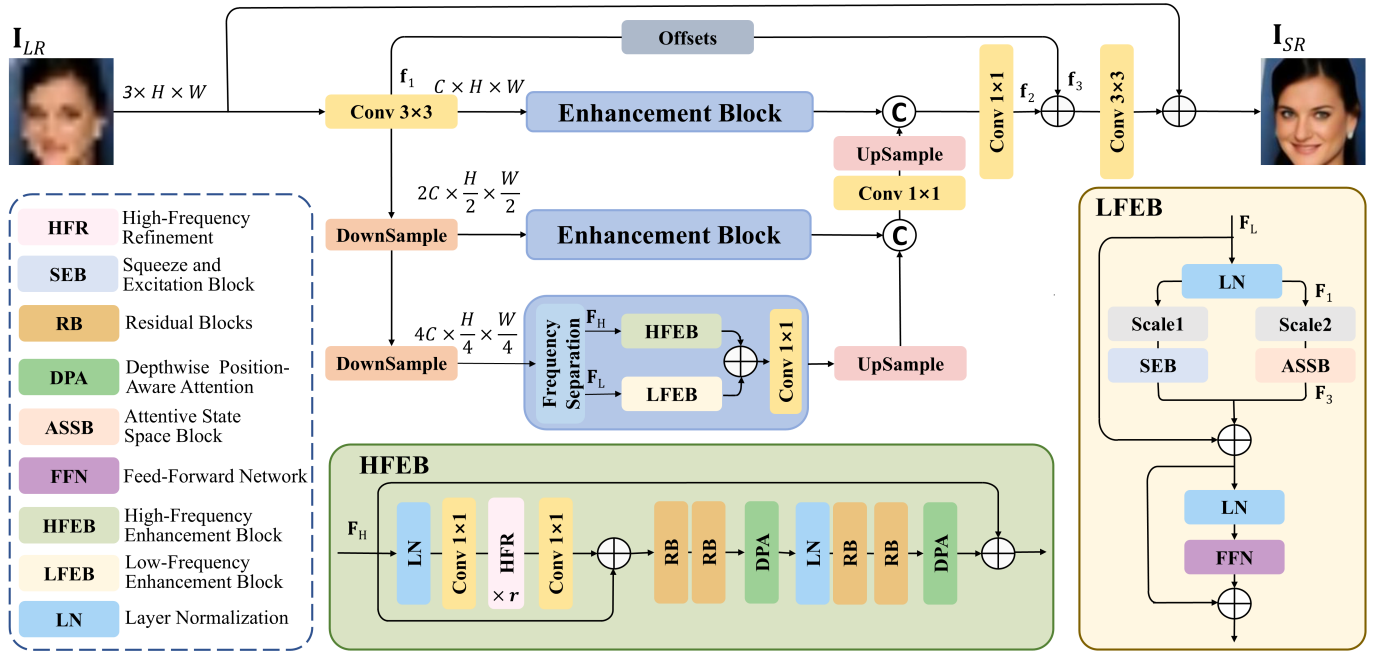 I_LR
3× H × W
Offsets
f_1
C × H × W
Conv 3×3
Enhancement Block
C
Conv 1×1
f_2
f_3
Conv 3×3
I_SR
UpSample
Conv 1×1
2C × H/2 × W/2
DownSample
Enhancement Block
C
4C × H/4 × W/4
DownSample
Frequency Separation
F_H
HFEB
F_L
LFEB
Conv 1×1
UpSample
HFR
High-Frequency
Refinement
SEB
Squeeze and
Excitation Block
RB
Residual Blocks
DPA
Depthwise Position-
Aware Attention
ASSB
Attentive State
Space Block
FFN
Feed-Forward Network
HFEB
High-Frequency
Enhancement Block
LFEB
Low-Frequency
Enhancement Block
LN
Layer Normalization
HFEB
F_H
LN
Conv 1×1
HFR
× r
Conv 1×1
RB
RB
DPA
LN
RB
RB
DPA
LFEB
F_L
LN
F_1
Scale1
Scale2
SEB
ASSB
F_3
LN
FFN